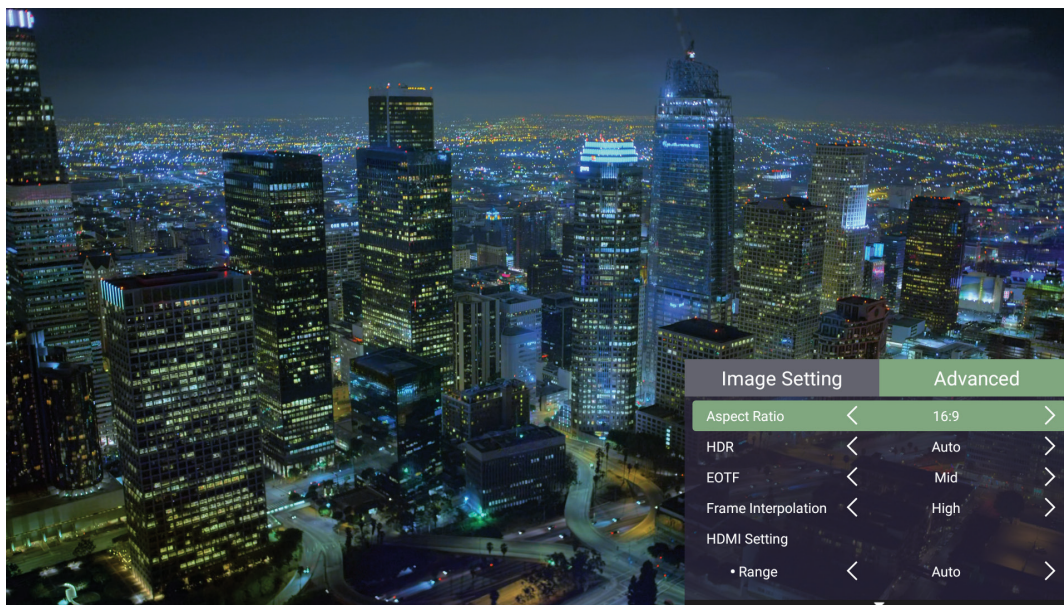 Image Setting Advanced
Aspect Ratio 16:9
HDR Auto
EOTF Mid
Frame Interpolation High
HDMI Setting
• Range Auto